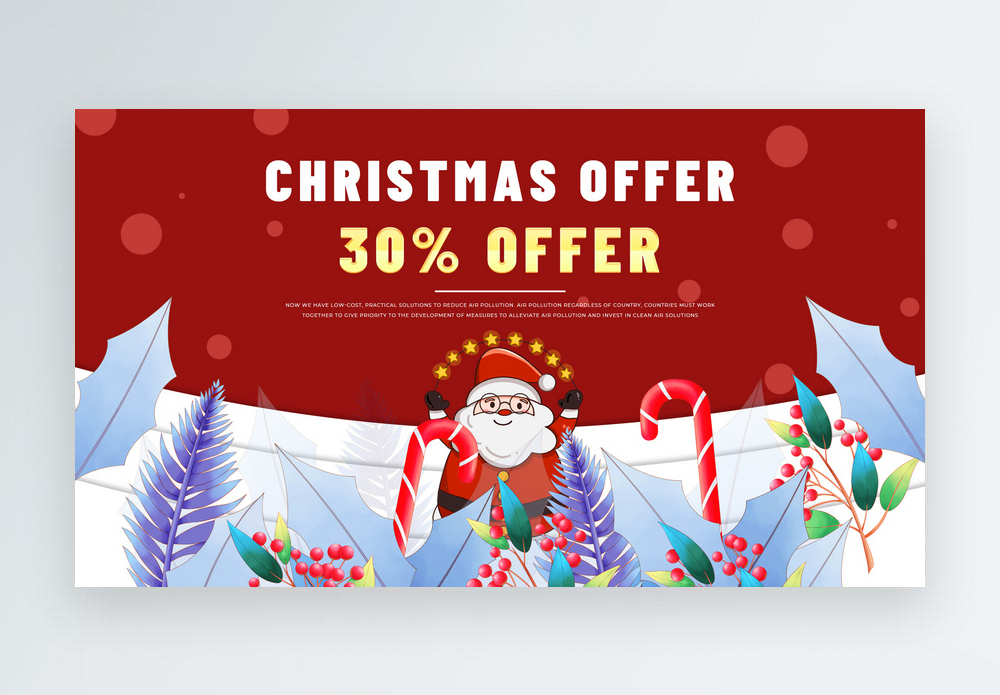 CHRISTMAS OFFER
30% OFFER
NOW WE HAVE LOW-COST, PRACTICAL SOLUTIONS TO REDUCE AIR POLLUTION. AIR POLLUTION REGARDLESS OF COUNTRY, COUNTRIES MUST WORK
TOGETHER TO GIVE PRIORITY TO THE DEVELOPMENT OF MEASURES TO ALLEVIATE AIR POLLUTION AND INVEST IN CLEAN AIR SOLUTIONS